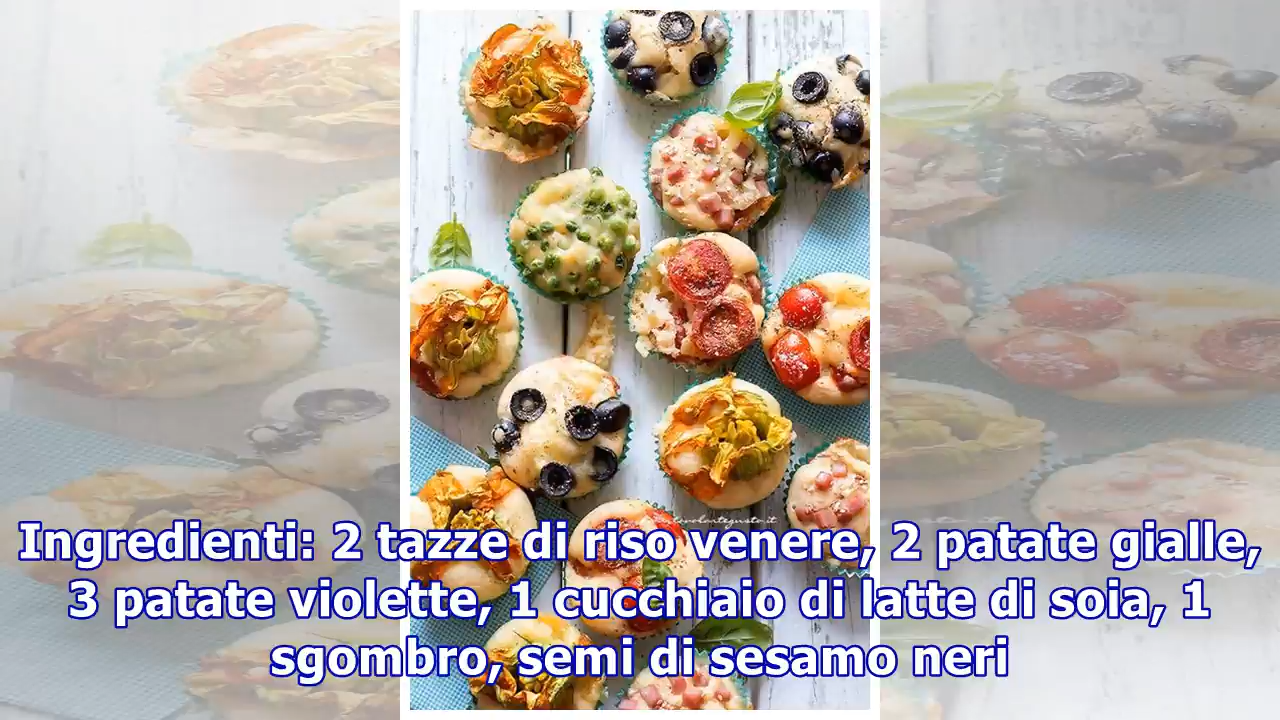 Ingredienti: 2 tazze di riso venere, 2 patate gialle,
3 patate violette, 1 cucchiaio di latte di soia, 1
sgombro, semi di sesamo neri